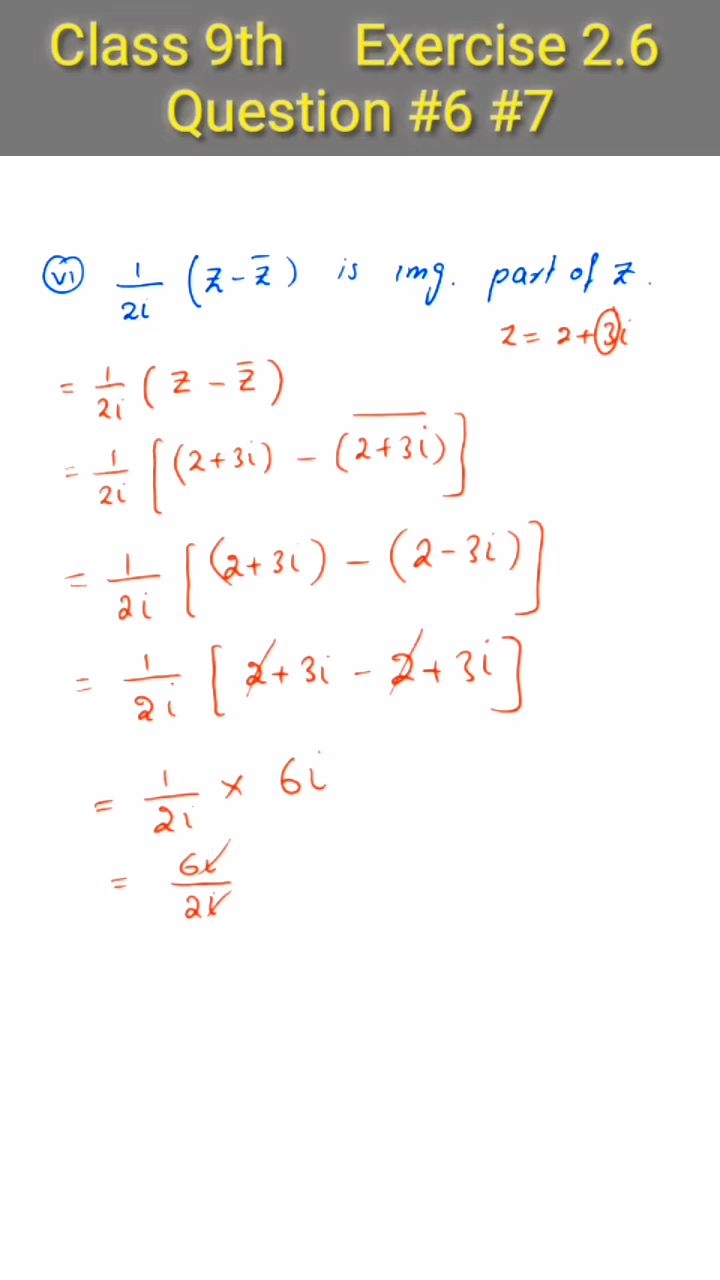 Class 9th Exercise 2.6
Question #6 #7
(vi) 1/2i (z - z̄) is img. part of z.
z = 2 + 3i
= 1/2i (z - z̄)
= 1/2i [(2+3i) - (2+3i)̅]
= 1/2i [(2+3i) - (2-3i)]
= 1/2i [2+3i - 2+3i]
= 1/2i × 6i
= 6i/2i